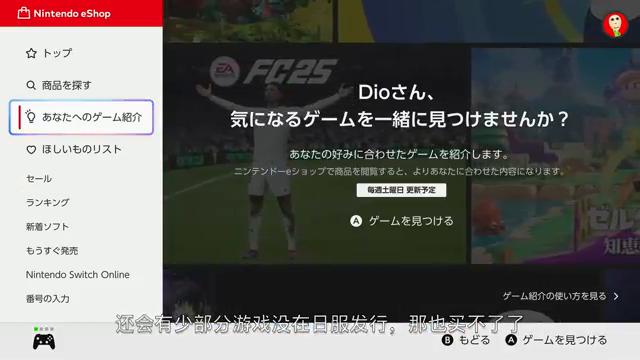 Nintendo eShop
トップ
商品を探す
あなたへのゲーム紹介
ほしいものリスト
セール
ランキング
新着ソフト
もうすぐ発売
Nintendo Switch Online
番号の入力
EA SPORTS FC25
Dioさん、
気になるゲームを一緒に見つけませんか？
あなたの好みに合わせたゲームを紹介します。
ニンテンドーeショップで商品を閲覧すると、よりあなたに合わせた内容になります。
毎週土曜日 更新予定
A ゲームを見つける
ゼル
知恵
ゲーム紹介の使い方を見る
还会有少部分游戏没在日服发行，那也买不了了
B もどる A ゲームを見つける